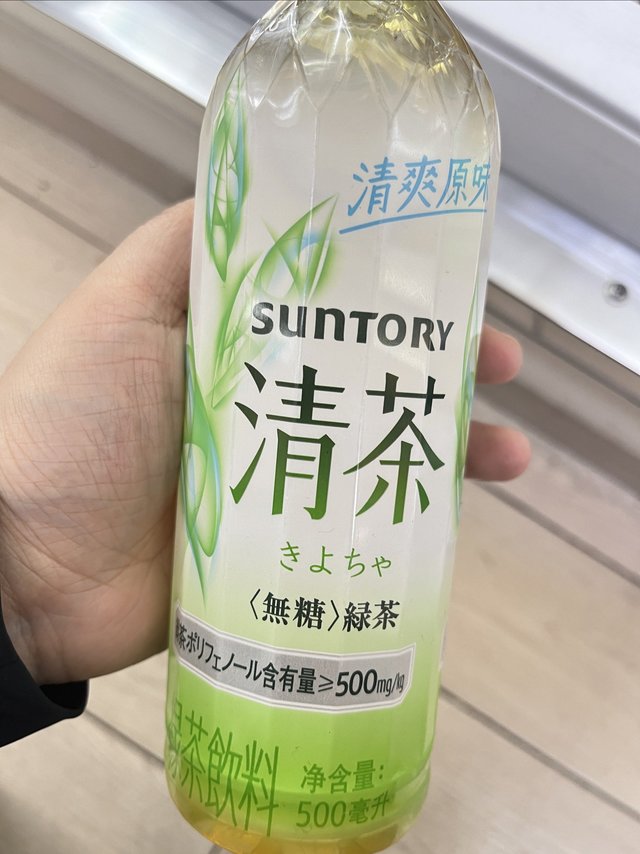 清爽原味
SUNTORY
清茶
きよちゃ
〈無糖〉緑茶
茶ポリフェノール含有量≥500mg/kg
緑茶飲料
净含量:
500毫升